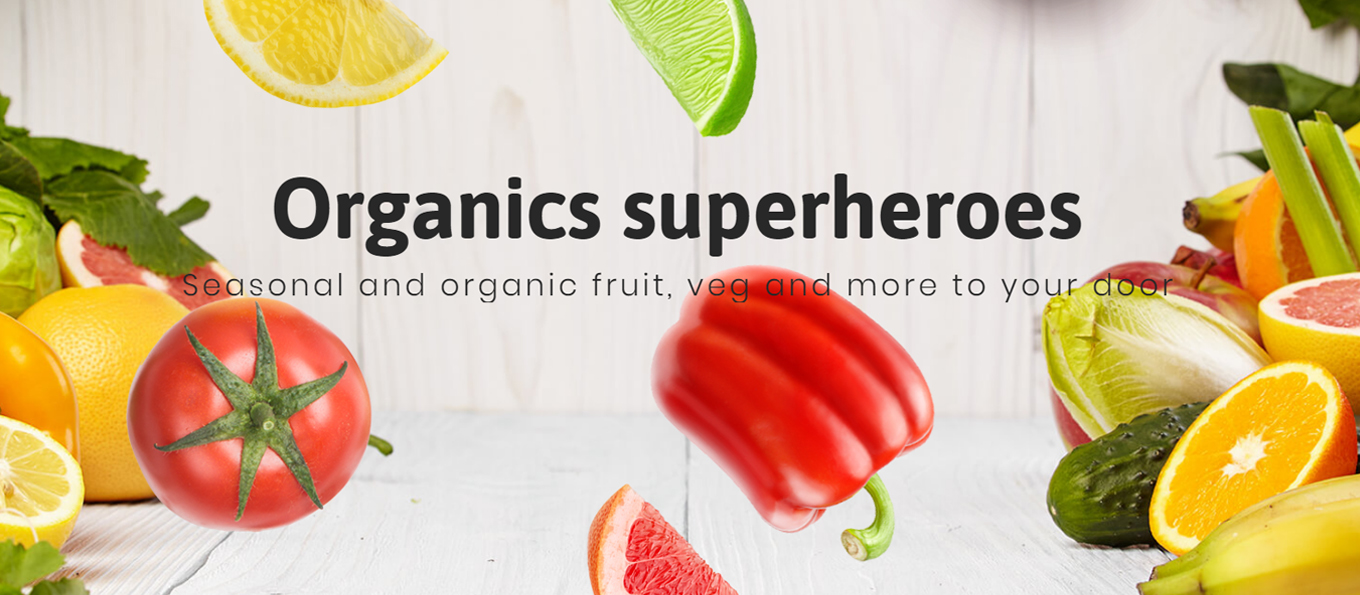 Organics superheroes
Seasonal and organic fruit, veg and more to your door